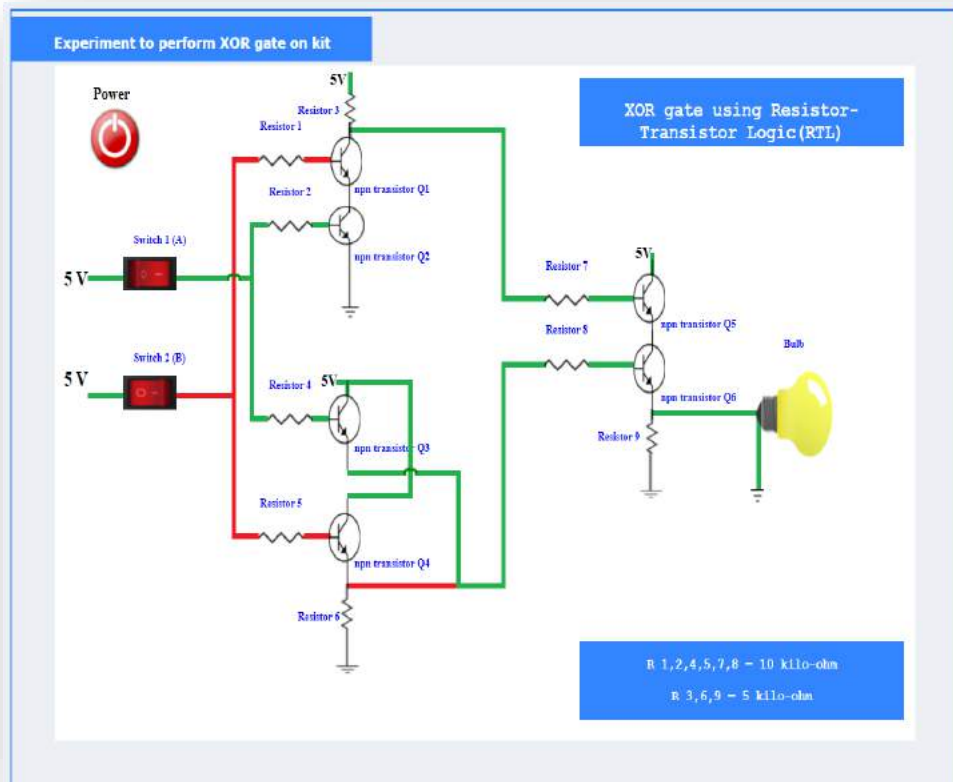 Experiment to perform XOR gate on kit
Power
5V
Resistor 3
Resistor 1
XOR gate using Resistor-
Transistor Logic(RTL)
npn transistor Q1
Resistor 2
Switch 1 (A)
npn transistor Q2
5 V
5V
Resistor 7
npn transistor Q5
Resistor 8
Bulb
Switch 2 (B)
5 V
Resistor 4
5V
npn transistor Q6
Resistor 9
npn transistor Q3
Resistor 5
npn transistor Q4
Resistor 6
R 1,2,4,5,7,8 - 10 kilo-ohm
R 3,6,9 - 5 kilo-ohm